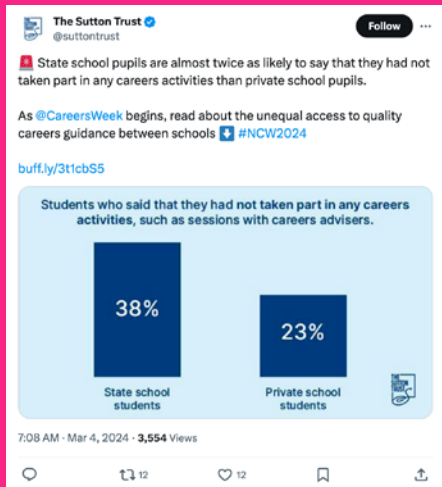 The Sutton Trust
@suttontrust
Follow
🚨 State school pupils are almost twice as likely to say that they had not
taken part in any careers activities than private school pupils.
As @CareersWeek begins, read about the unequal access to quality
careers guidance between schools ⬇️ #NCW2024
buff.ly/3t1cbS5
Students who said that they had not taken part in any careers
activities, such as sessions with careers advisers.
38%
23%
State school
students
Private school
students
THE
SUTTON
TRUST
7:08 AM · Mar 4, 2024 · 3,554 Views
12
12